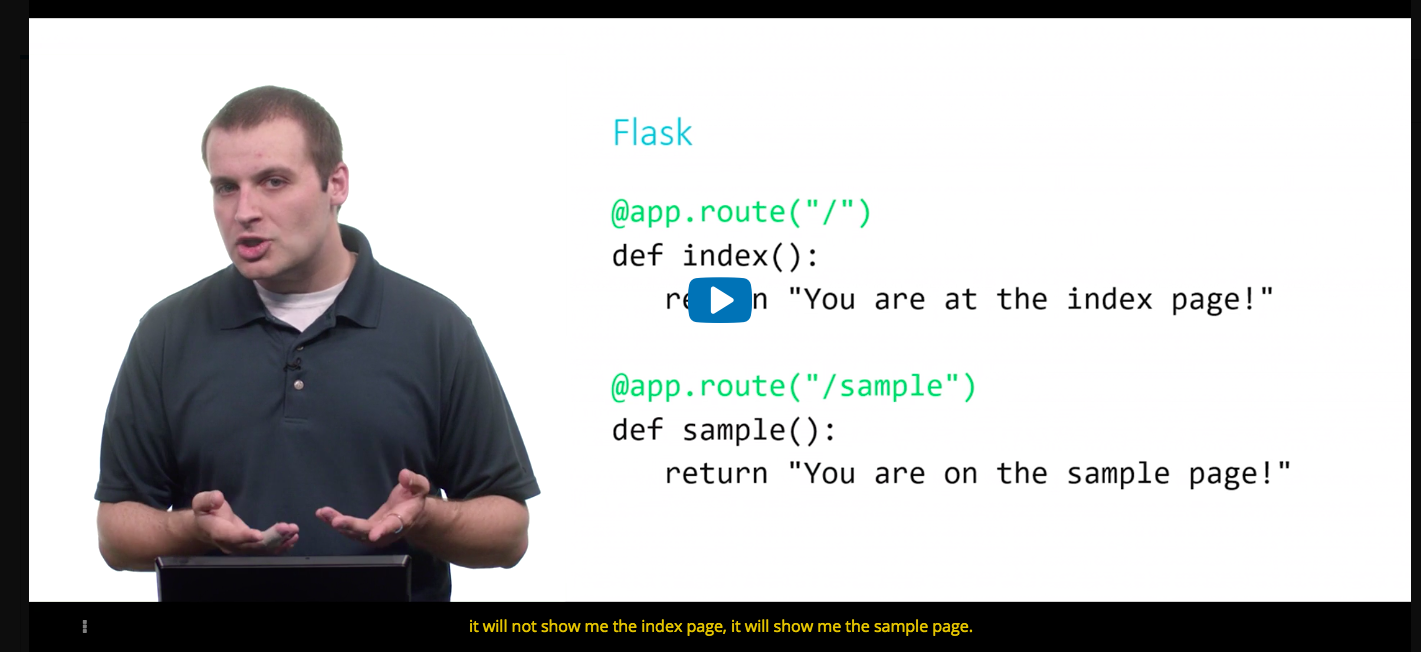 Flask
@app.route("/")
def index():
re n "You are at the index page!"
@app.route("/sample")
def sample():
return "You are on the sample page!"
it will not show me the index page, it will show me the sample page.